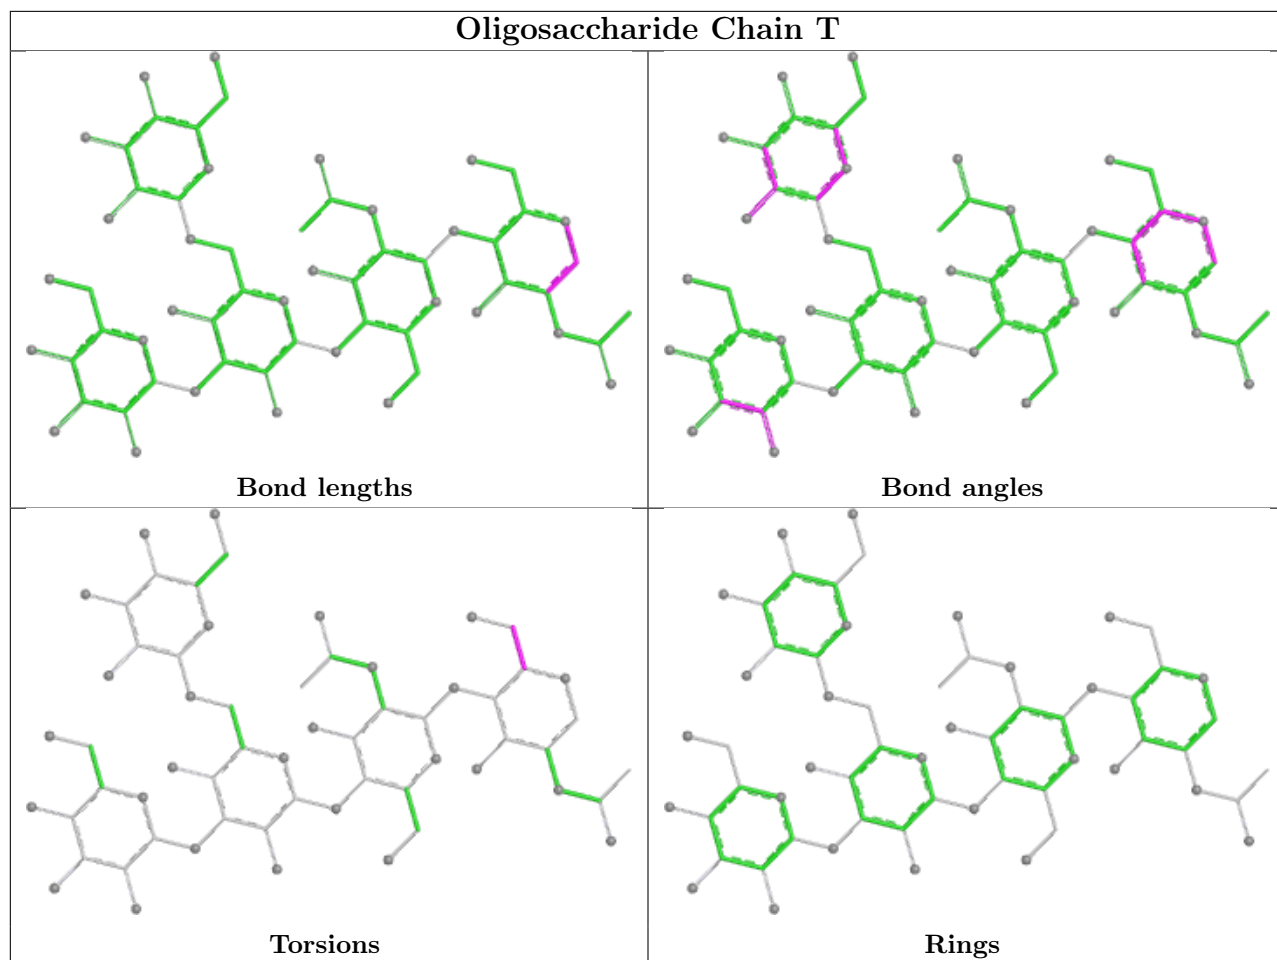 Oligosaccharide Chain T
Bond lengths
Bond angles
Torsions
Rings